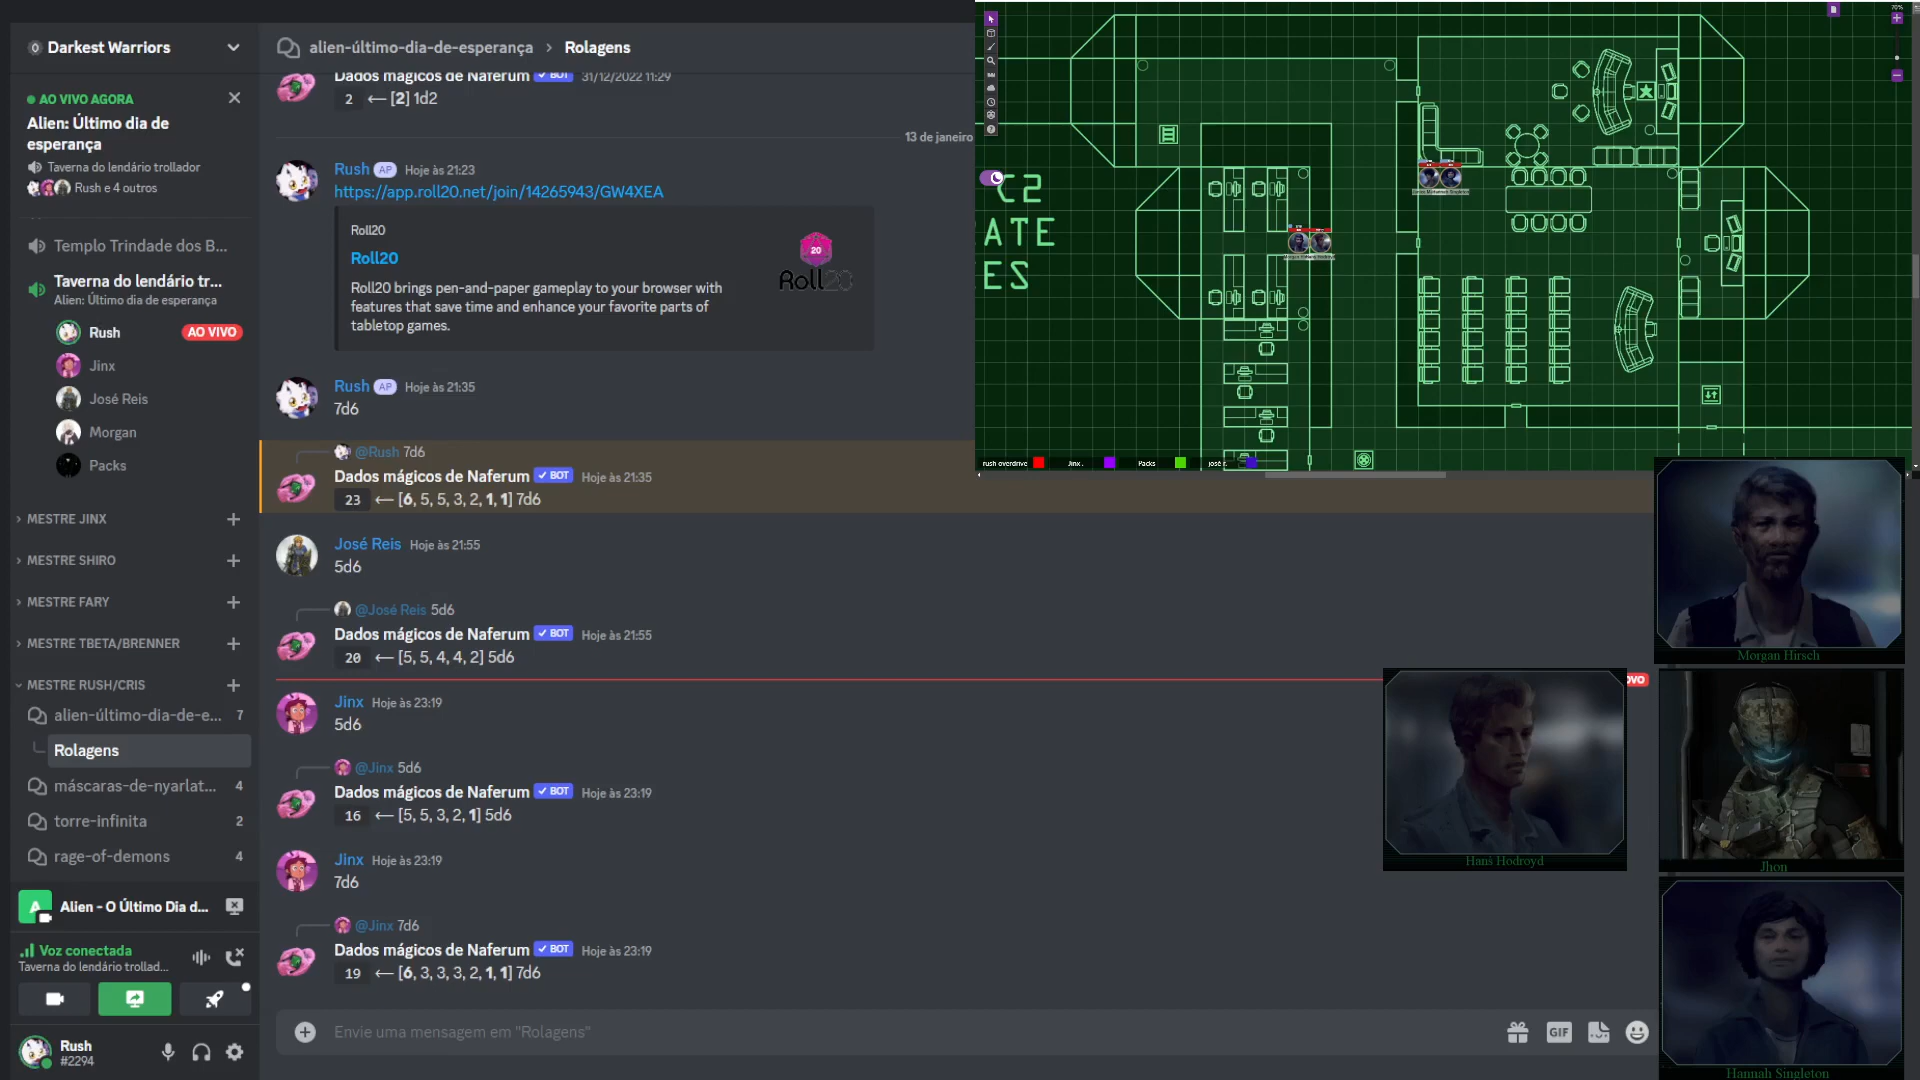 Darkest Warriors
AO VIVO AGORA
Alien: Último dia de
esperança
Taverna do lendário trollador
Rush e 4 outros
Templo Trindade dos B...
Taverna do lendário tr...
Alien: Último dia de esperança
Rush
AO VIVO
Jinx
José Reis
Morgan
Packs
MESTRE JINX
MESTRE SHIRO
MESTRE FARY
MESTRE TBETA/BRENNER
MESTRE RUSH/CRIS
alien-último-dia-de-e... 7
Rolagens
máscaras-de-nyarlat... 4
torre-infinita 2
rage-of-demons 4
A
Alien - O Último Dia d...
Voz conectada
Taverna do lendário trollad...
Rush
#2294
alien-último-dia-de-esperança › Rolagens
Dados mágicos de Naferum BOT 31/12/2022 11:29
2 ⟵ [2] 1d2
13 de janeiro
Rush AP Hoje às 21:23
https://app.roll20.net/join/14265943/GW4XEA
Roll20
Roll20
Roll20 brings pen-and-paper gameplay to your browser with
features that save time and enhance your favorite parts of
tabletop games.
20
Roll20
Rush AP Hoje às 21:35
7d6
@Rush 7d6
Dados mágicos de Naferum BOT Hoje às 21:35
23 ⟵ [6, 5, 5, 3, 2, 1, 1] 7d6
José Reis Hoje às 21:55
5d6
@José Reis 5d6
Dados mágicos de Naferum BOT Hoje às 21:55
20 ⟵ [5, 5, 4, 4, 2] 5d6
OVO
Jinx Hoje às 23:19
5d6
@Jinx 5d6
Dados mágicos de Naferum BOT Hoje às 23:19
16 ⟵ [5, 5, 3, 2, 1] 5d6
Jinx Hoje às 23:19
7d6
@Jinx 7d6
Dados mágicos de Naferum BOT Hoje às 23:19
19 ⟵ [6, 3, 3, 3, 2, 1, 1] 7d6
Envie uma mensagem em "Rolagens"
GIF
70%
C2
ATE
ES
rush overdrive
Jinx .
Packs
josé r.
Morgan Hirsch
Hans Hodroyd
Jhon
Hannah Singleton